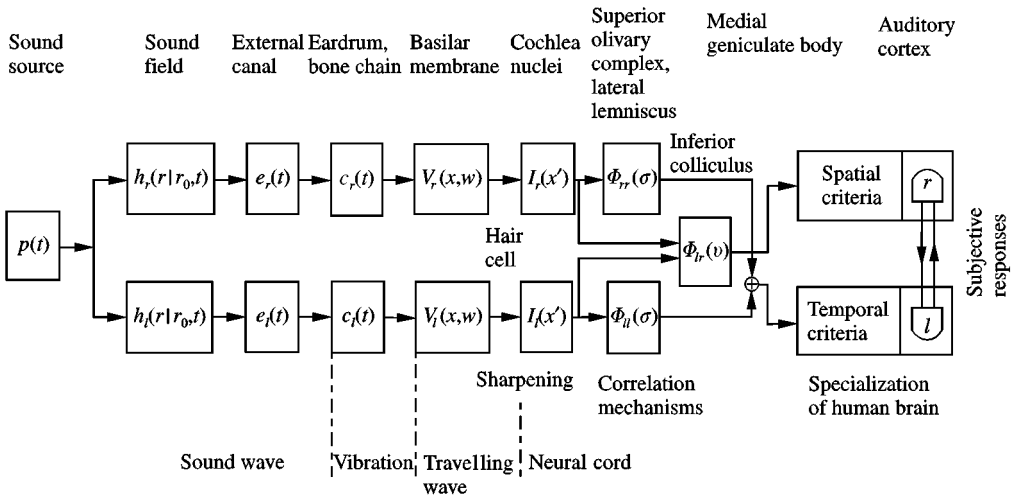 Sound
source
Sound
field
External
canal
Eardrum,
bone chain
Basilar
membrane
Cochlea
nuclei
Superior
olivary
complex,
lateral
lemniscus
Medial
geniculate body
Auditory
cortex
Inferior
colliculus
p(t)
h_r(r|r_0,t)
e_r(t)
c_r(t)
V_r(x,w)
I_r(x′)
Φ_rr(σ)
Spatial
criteria
r
Hair
cell
Φ_lr(υ)
Subjective
responses
h_l(r|r_0,t)
e_l(t)
c_l(t)
V_l(x,w)
I_l(x′)
Φ_ll(σ)
Temporal
criteria
l
Sharpening
Correlation
mechanisms
Specialization
of human brain
Sound wave
Vibration
Travelling
wave
Neural cord